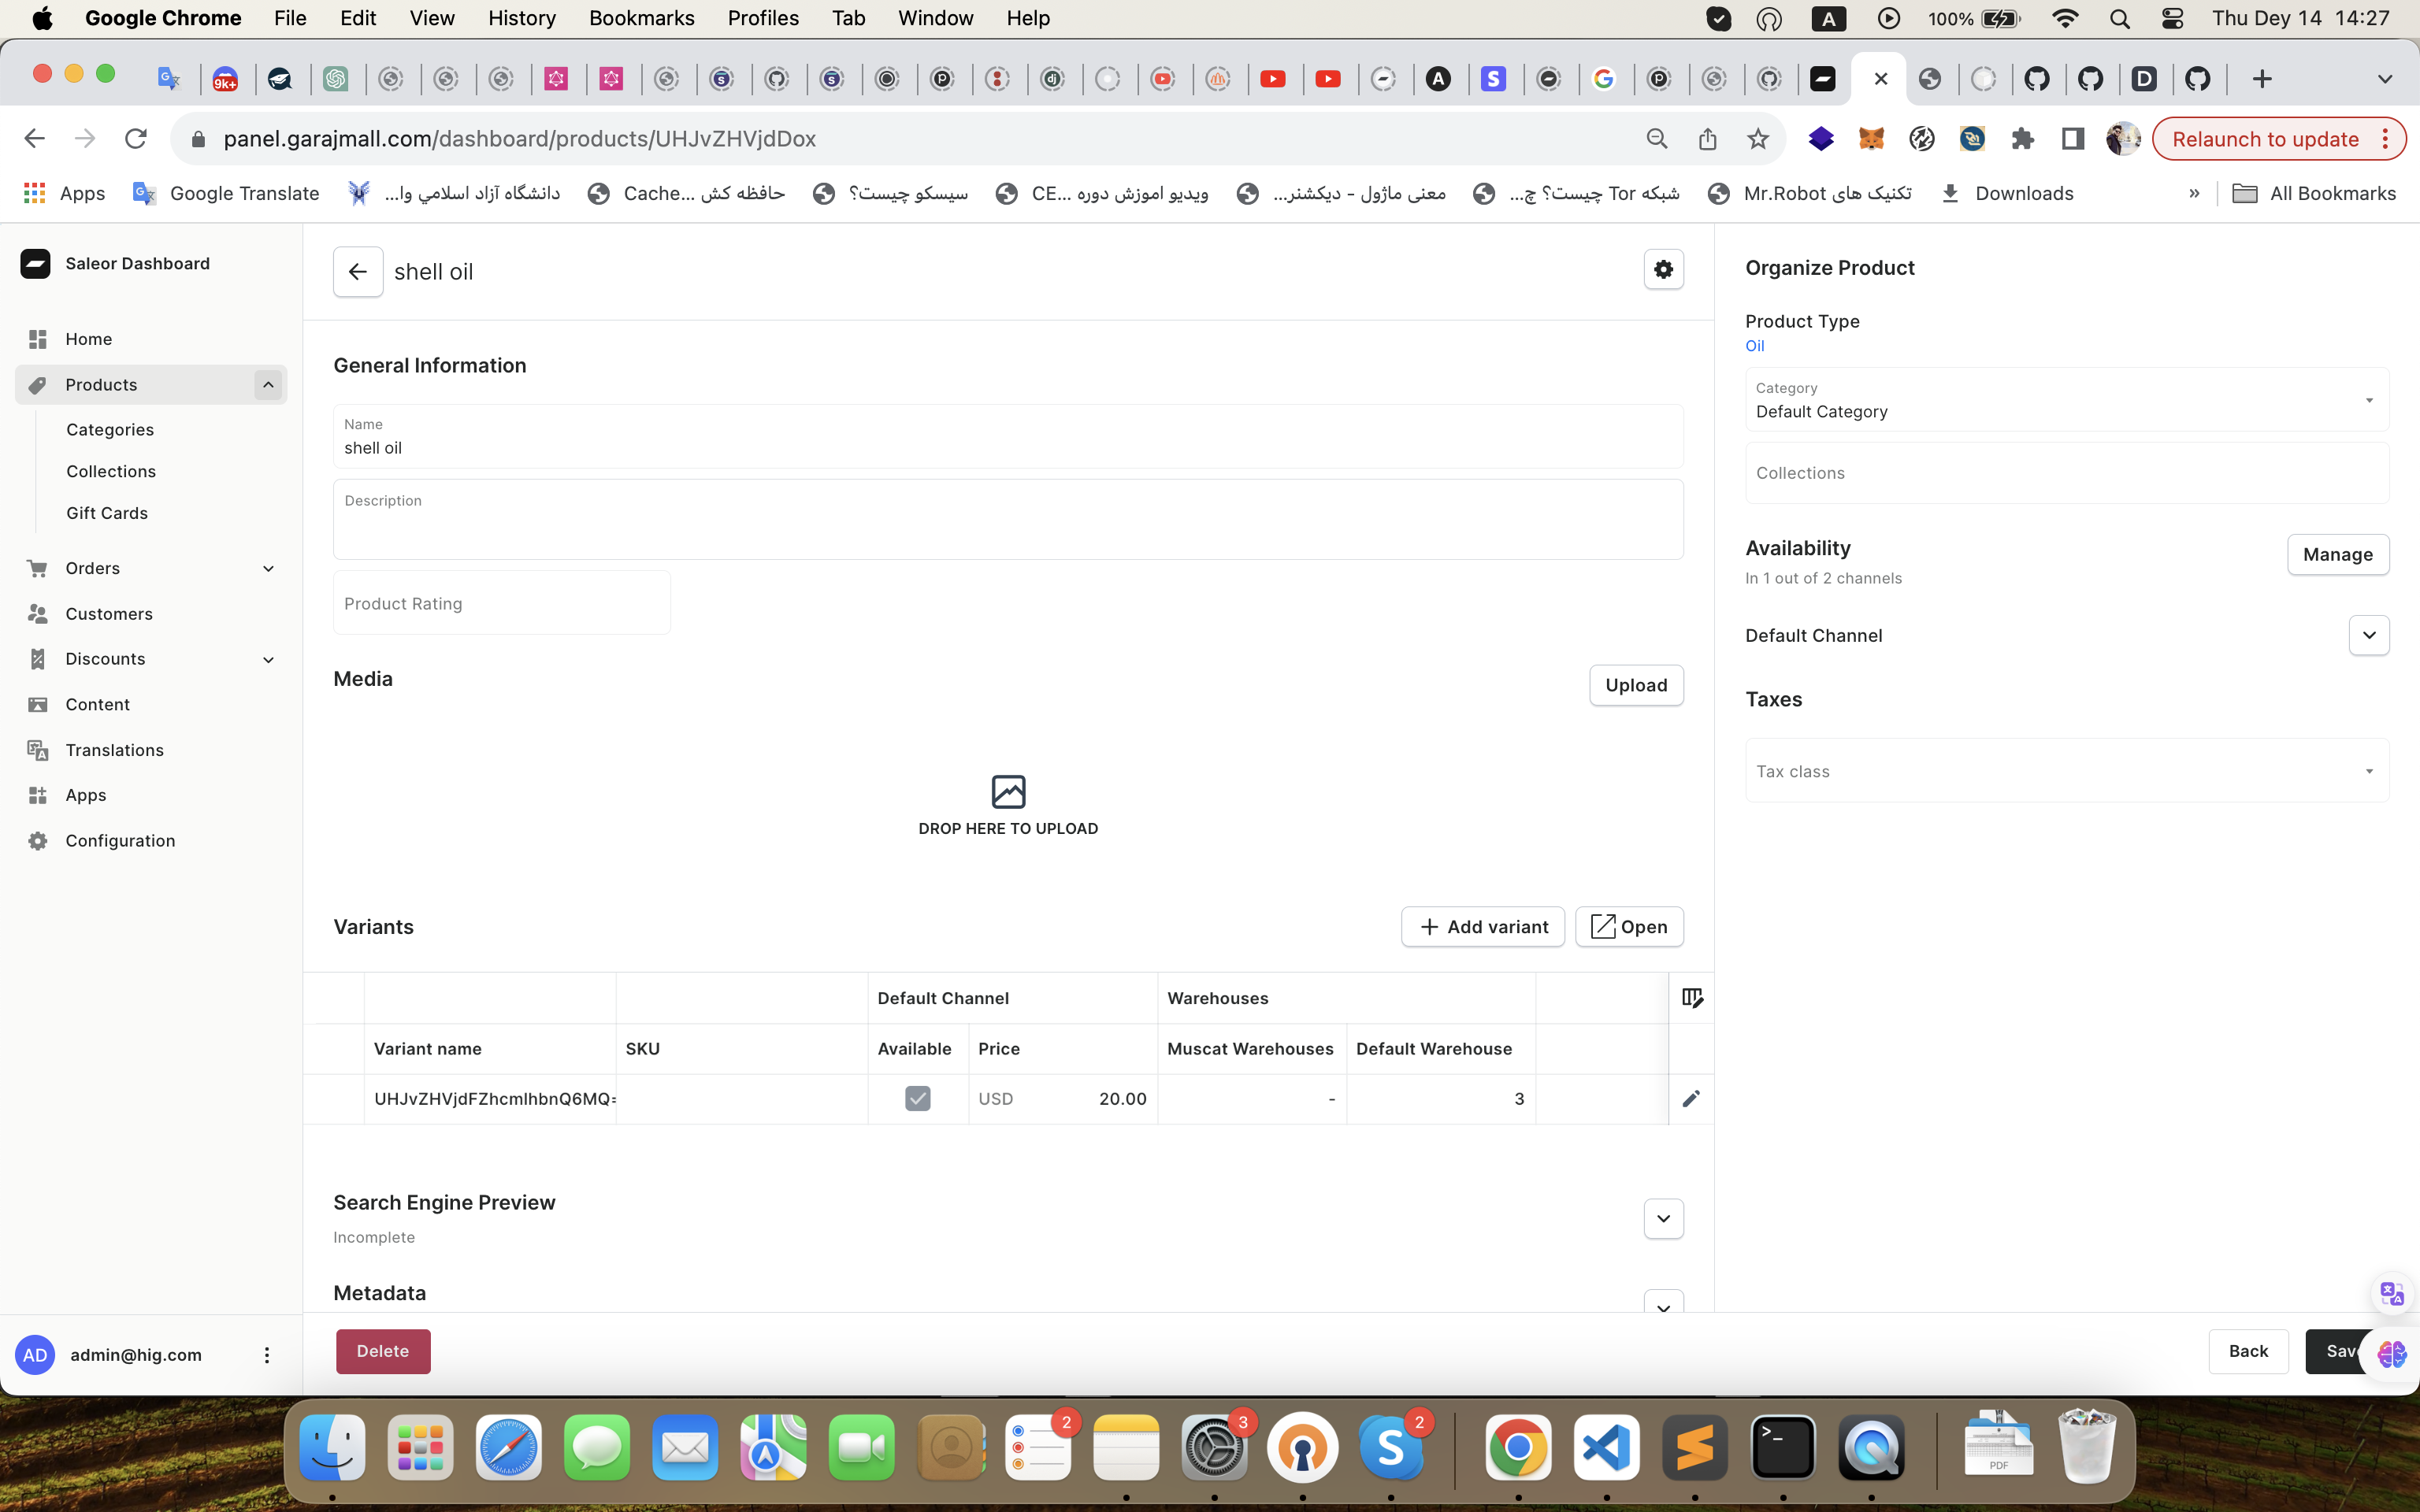 Google Chrome File Edit View History Bookmarks Profiles Tab Window Help
A 100% Thu Dey 14 14:27
9k+
panel.garajmall.com/dashboard/products/UHJvZHVjdDox
Relaunch to update
Apps
Google Translate
دانشگاه آزاد اسلامي وا...
حافظه کش ...Cache
سیسکو چیست؟
ویدیو اموزش دوره ...CE
معنی ماژول - دیکشنر...
شبکه Tor چیست؟ چ...
تکنیک های Mr.Robot
Downloads
»
All Bookmarks
Saleor Dashboard
Home
Products
Categories
Collections
Gift Cards
Orders
Customers
Discounts
Content
Translations
Apps
Configuration
AD admin@hig.com
shell oil
General Information
Name
shell oil
Description
Product Rating
Media
Upload
DROP HERE TO UPLOAD
Variants
Add variant
Open
Default Channel Warehouses
Variant name SKU Available Price Muscat Warehouses Default Warehouse
UHJvZHVjdFZhcmlhbnQ6MQ= USD 20.00 - 3
Search Engine Preview
Incomplete
Metadata
Delete
Back
Sav
Organize Product
Product Type
Oil
Category
Default Category
Collections
Availability
Manage
In 1 out of 2 channels
Default Channel
Taxes
Tax class
2
3
2
PDF